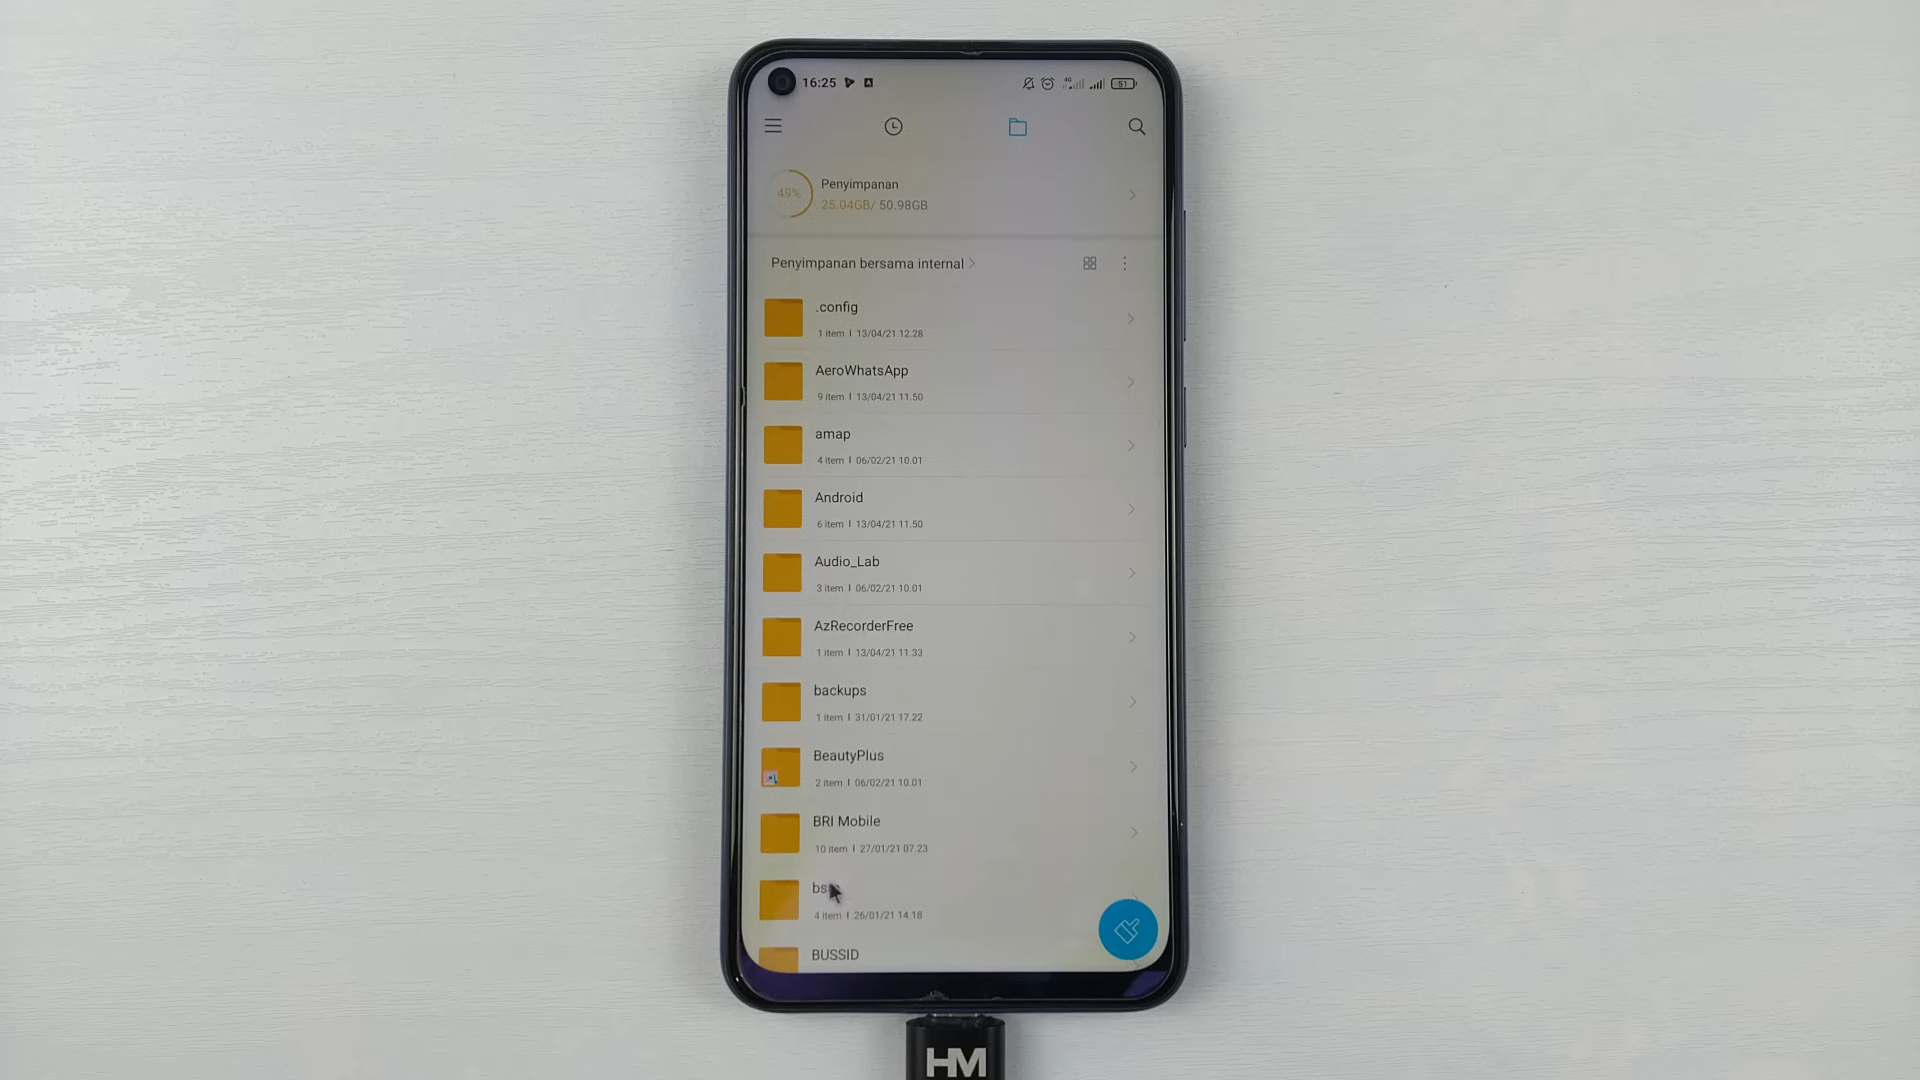 16:25
4G
51
49%
Penyimpanan
25.04GB/ 50.98GB
Penyimpanan bersama internal
.config
1 item | 13/04/21 12.28
AeroWhatsApp
9 item | 13/04/21 11.50
amap
4 item | 06/02/21 10.01
Android
6 item | 13/04/21 11.50
Audio_Lab
3 item | 06/02/21 10.01
AzRecorderFree
1 item | 13/04/21 11.33
backups
1 item | 31/01/21 17.22
BeautyPlus
2 item | 06/02/21 10.01
BRI Mobile
10 item | 27/01/21 07.23
4 item | 26/01/21 14.18
BUSSID
HM